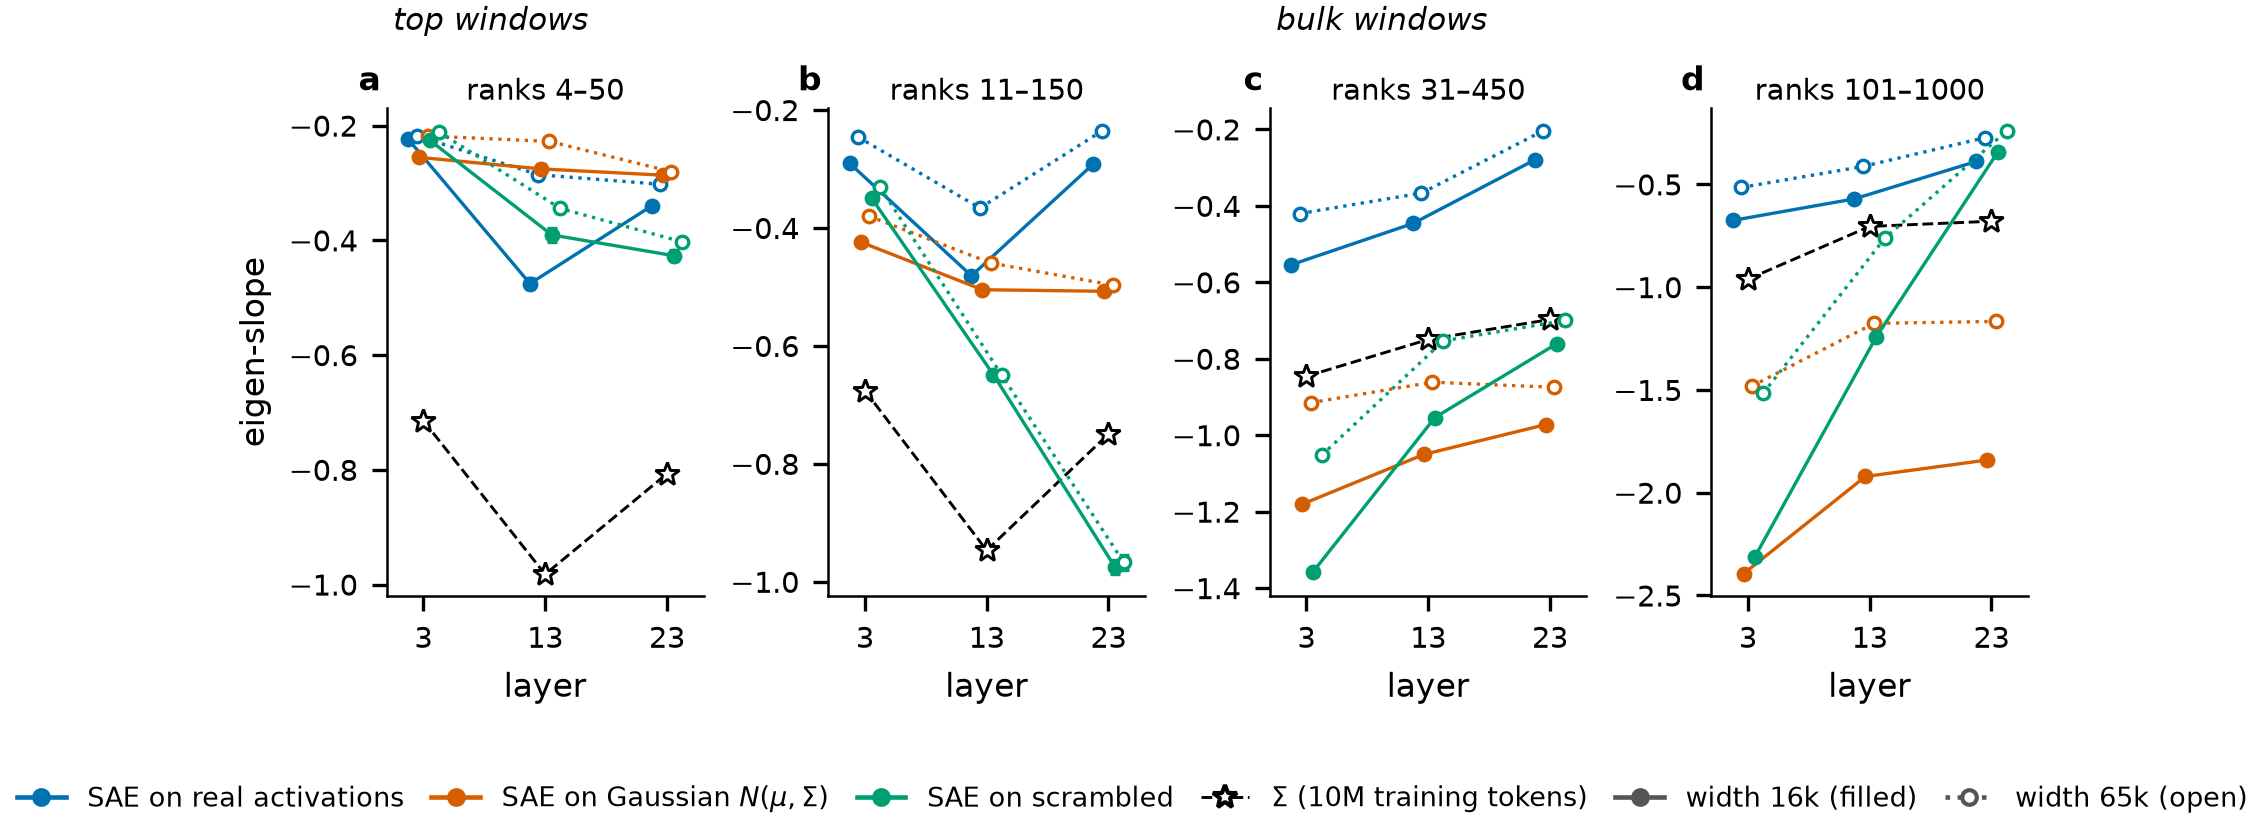 top windows
bulk windows
a
ranks 4–50
b
ranks 11–150
c
ranks 31–450
d
ranks 101–1000
eigen-slope
−0.2
−0.4
−0.6
−0.8
−1.0
3
13
23
layer
−0.2
−0.4
−0.6
−0.8
−1.0
3
13
23
layer
−0.2
−0.4
−0.6
−0.8
−1.0
−1.2
−1.4
3
13
23
layer
−0.5
−1.0
−1.5
−2.0
−2.5
3
13
23
layer
SAE on real activations
SAE on Gaussian N(μ, Σ)
SAE on scrambled
Σ (10M training tokens)
width 16k (filled)
width 65k (open)